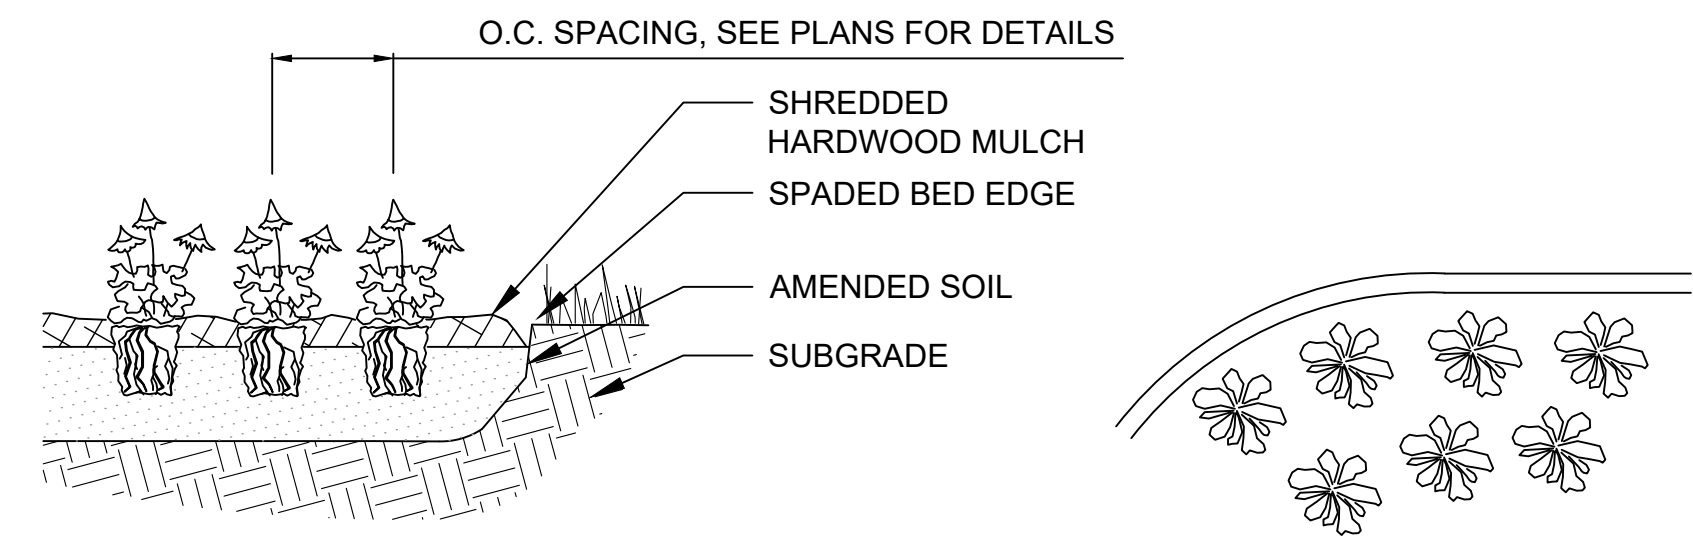 O.C. SPACING, SEE PLANS FOR DETAILS
SHREDDED
HARDWOOD MULCH
SPADED BED EDGE
AMENDED SOIL
SUBGRADE